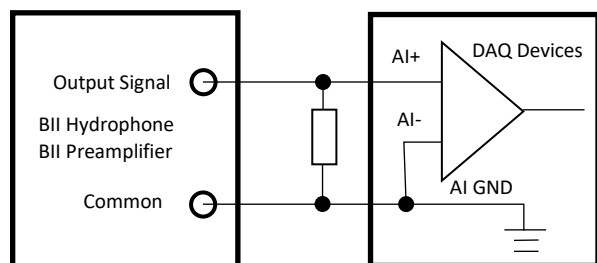 DAQ Devices
AI+
Output Signal
BII Hydrophone
BII Preamplifier
AI-
AI GND
Common